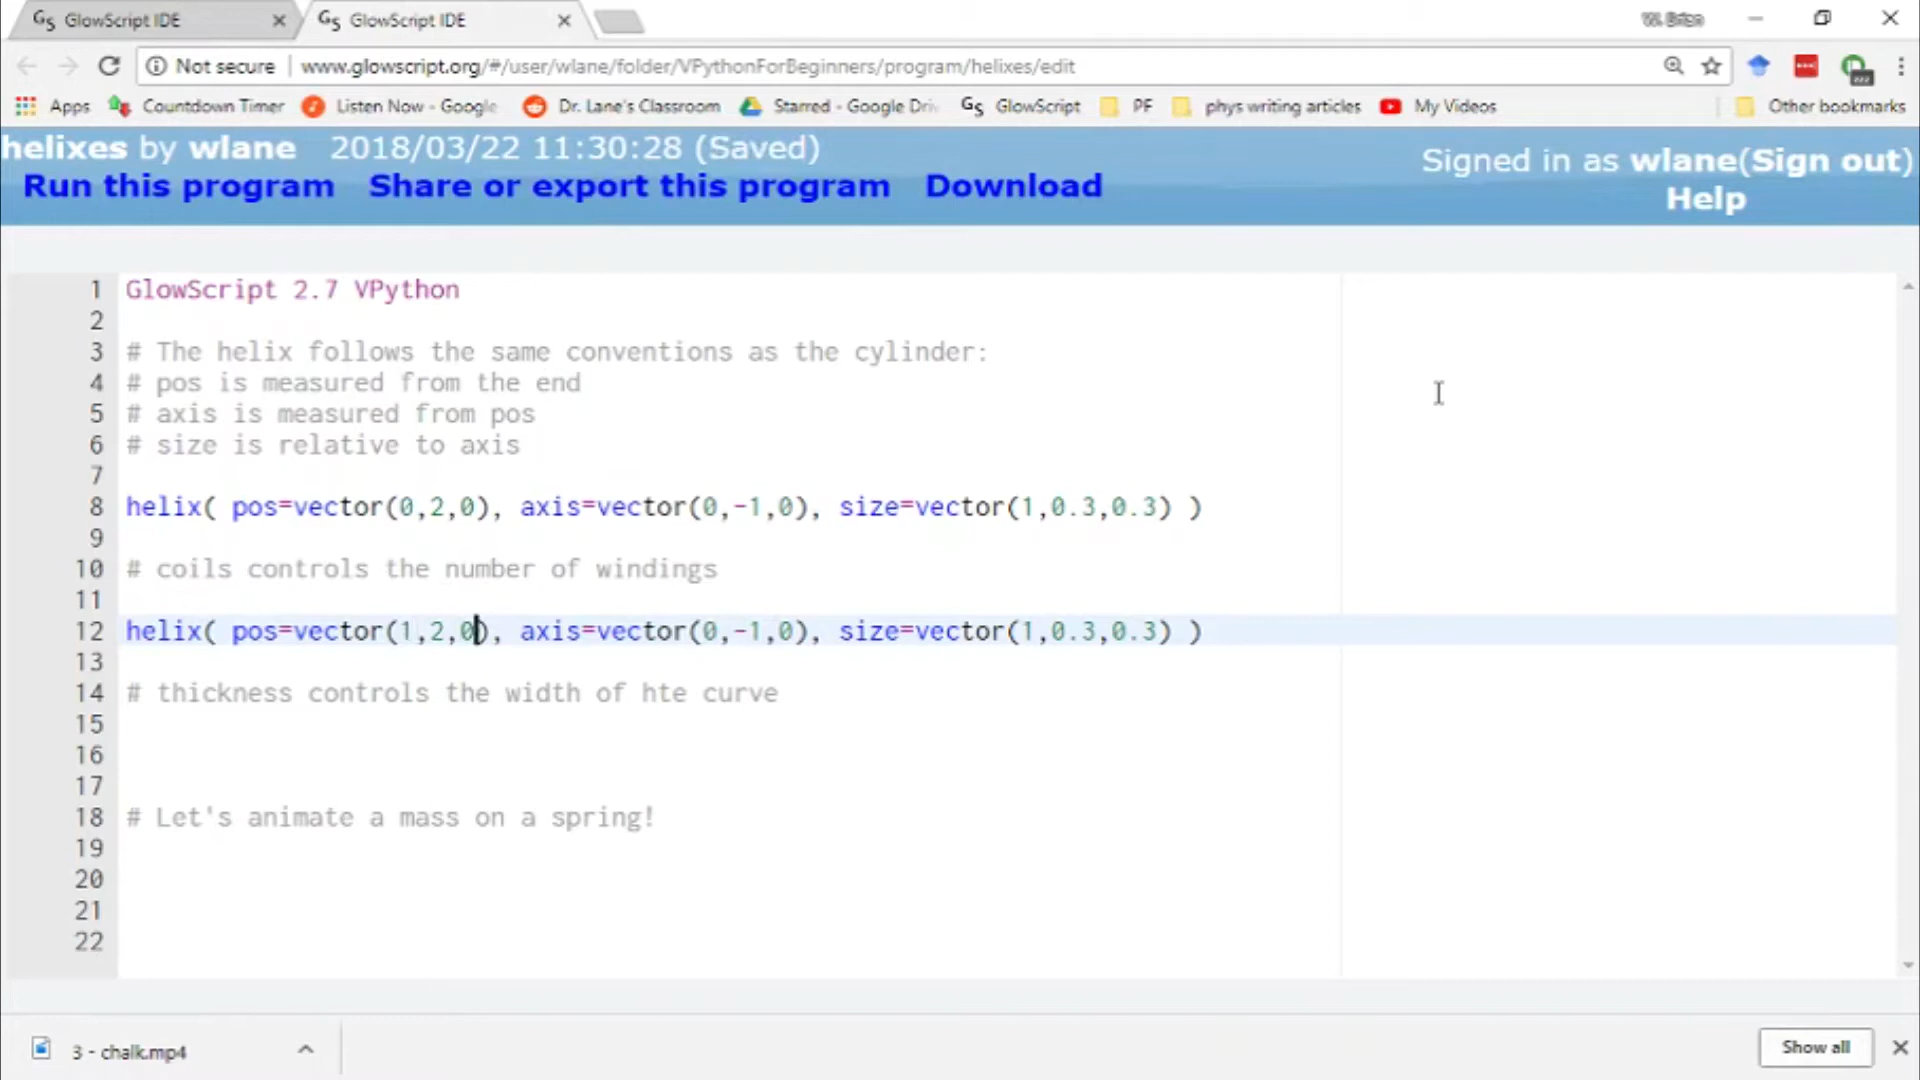 GlowScript IDE
GlowScript IDE
W. Brian
Not secure | www.glowscript.org/#/user/wlane/folder/VPythonForBeginners/program/helixes/edit
Apps Countdown Timer Listen Now - Google Dr. Lane's Classroom Starred - Google Driv GlowScript PF phys writing articles My Videos Other bookmarks
helixes by wlane 2018/03/22 11:30:28 (Saved)
Signed in as wlane(Sign out)
Run this program Share or export this program Download
Help
1 GlowScript 2.7 VPython
2
3 # The helix follows the same conventions as the cylinder:
4 # pos is measured from the end
5 # axis is measured from pos
6 # size is relative to axis
7
8 helix( pos=vector(0,2,0), axis=vector(0,-1,0), size=vector(1,0.3,0.3) )
9
10 # coils controls the number of windings
11
12 helix( pos=vector(1,2,0), axis=vector(0,-1,0), size=vector(1,0.3,0.3) )
13
14 # thickness controls the width of hte curve
15
16
17
18 # Let's animate a mass on a spring!
19
20
21
22
3 - chalk.mp4
Show all